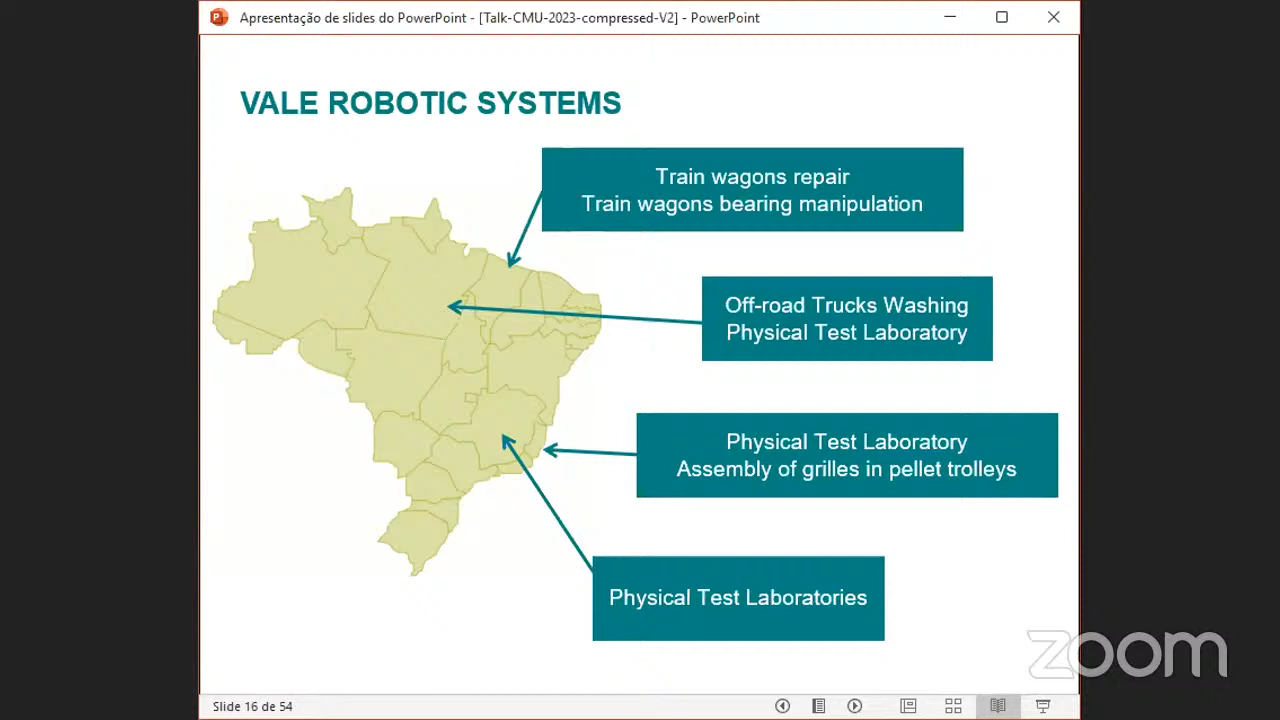 Apresentação de slides do PowerPoint - [Talk-CMU-2023-compressed-V2] - PowerPoint
VALE ROBOTIC SYSTEMS
Train wagons repair
Train wagons bearing manipulation
Off-road Trucks Washing
Physical Test Laboratory
Physical Test Laboratory
Assembly of grilles in pellet trolleys
Physical Test Laboratories
zoom
Slide 16 de 54